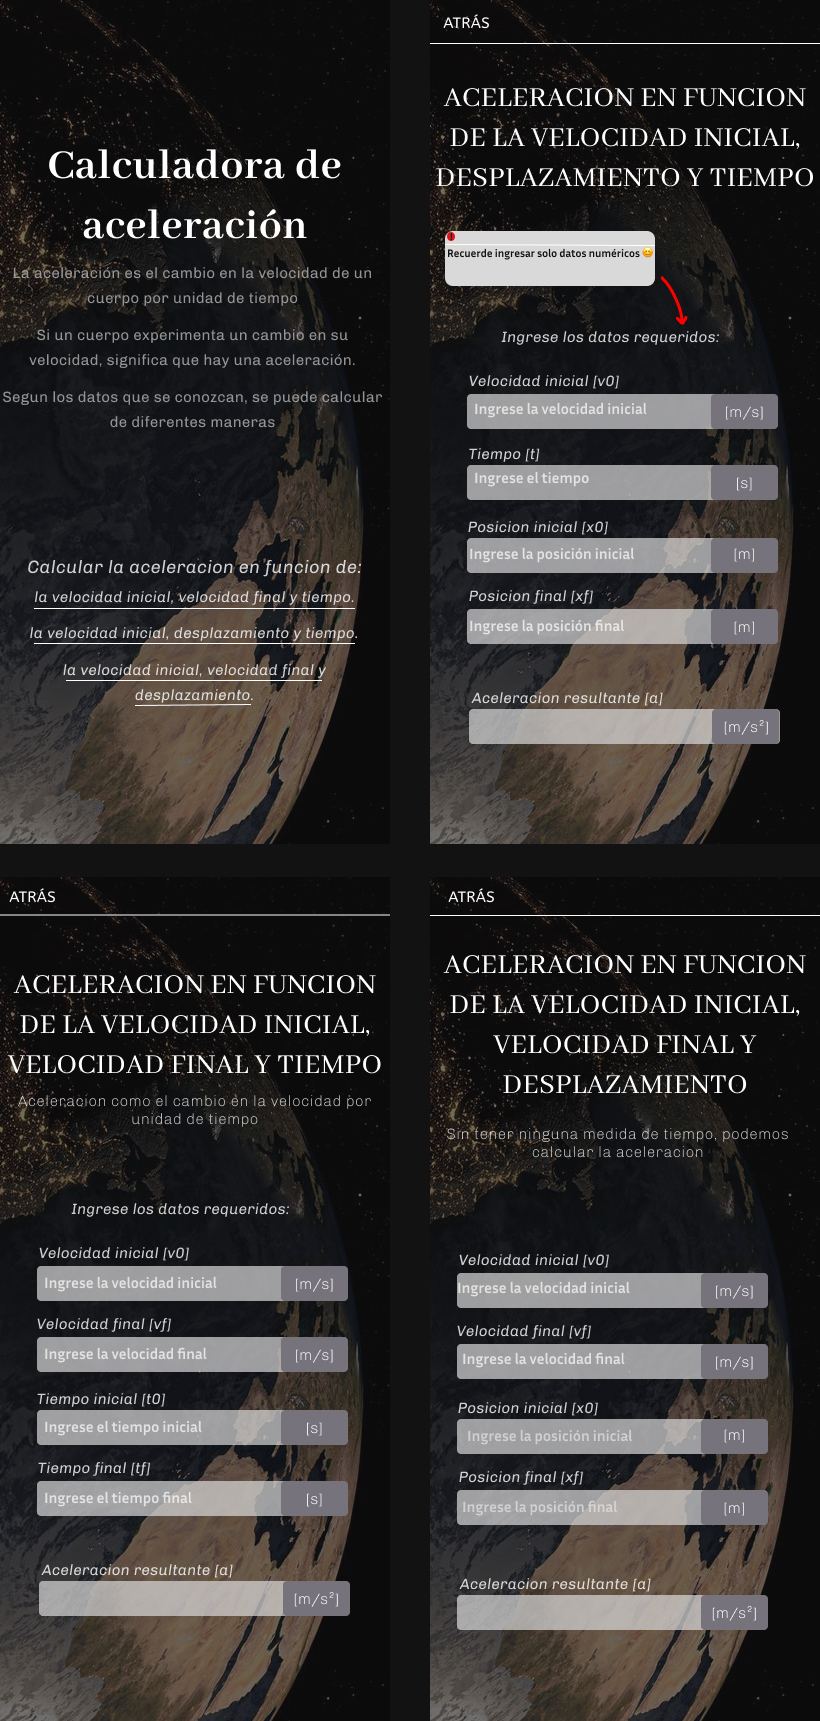 Calculadora de
aceleración
La aceleración es el cambio en la velocidad de un
cuerpo por unidad de tiempo
Si un cuerpo experimenta un cambio en su
velocidad, significa que hay una aceleración.
Segun los datos que se conozcan, se puede calcular
de diferentes maneras
Calcular la aceleracion en funcion de:
la velocidad inicial, velocidad final y tiempo.
la velocidad inicial, desplazamiento y tiempo.
la velocidad inicial, velocidad final y
desplazamiento.
ATRÁS
ACELERACION EN FUNCION
DE LA VELOCIDAD INICIAL,
DESPLAZAMIENTO Y TIEMPO
Recuerde ingresar solo datos numéricos 😊
Ingrese los datos requeridos:
Velocidad inicial [v0]
Ingrese la velocidad inicial [m/s]
Tiempo [t]
Ingrese el tiempo [s]
Posicion inicial [x0]
Ingrese la posición inicial [m]
Posicion final [xf]
Ingrese la posición final [m]
Aceleracion resultante [a]
[m/s²]
ATRÁS
ACELERACION EN FUNCION
DE LA VELOCIDAD INICIAL,
VELOCIDAD FINAL Y TIEMPO
Aceleracion como el cambio en la velocidad por
unidad de tiempo
Ingrese los datos requeridos:
Velocidad inicial [v0]
Ingrese la velocidad inicial [m/s]
Velocidad final [vf]
Ingrese la velocidad final [m/s]
Tiempo inicial [t0]
Ingrese el tiempo inicial [s]
Tiempo final [tf]
Ingrese el tiempo final [s]
Aceleracion resultante [a]
[m/s²]
ATRÁS
ACELERACION EN FUNCION
DE LA VELOCIDAD INICIAL,
VELOCIDAD FINAL Y
DESPLAZAMIENTO
Sin tener ninguna medida de tiempo, podemos
calcular la aceleracion
Velocidad inicial [v0]
Ingrese la velocidad inicial [m/s]
Velocidad final [vf]
Ingrese la velocidad final [m/s]
Posicion inicial [x0]
Ingrese la posición inicial [m]
Posicion final [xf]
Ingrese la posición final [m]
Aceleracion resultante [a]
[m/s²]